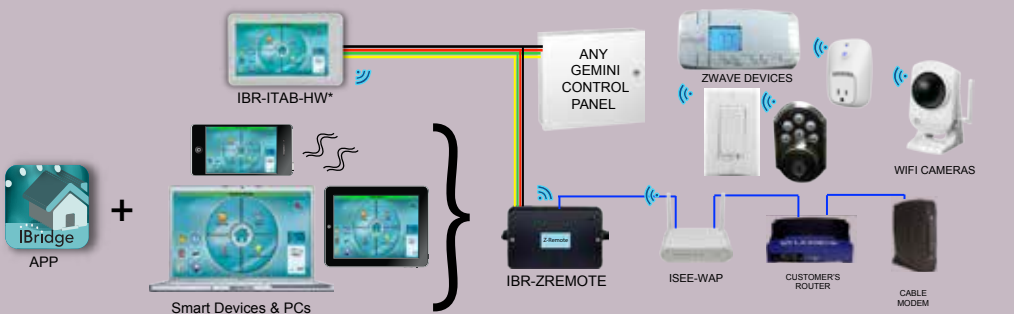 IBR-ITAB-HW*
ANY
GEMINI
CONTROL
PANEL
ZWAVE DEVICES
WIFI CAMERAS
IBridge
APP
+
Smart Devices & PCs
Z-Remote
IBR-ZREMOTE
ISEE-WAP
CUSTOMER'S
ROUTER
CABLE
MODEM